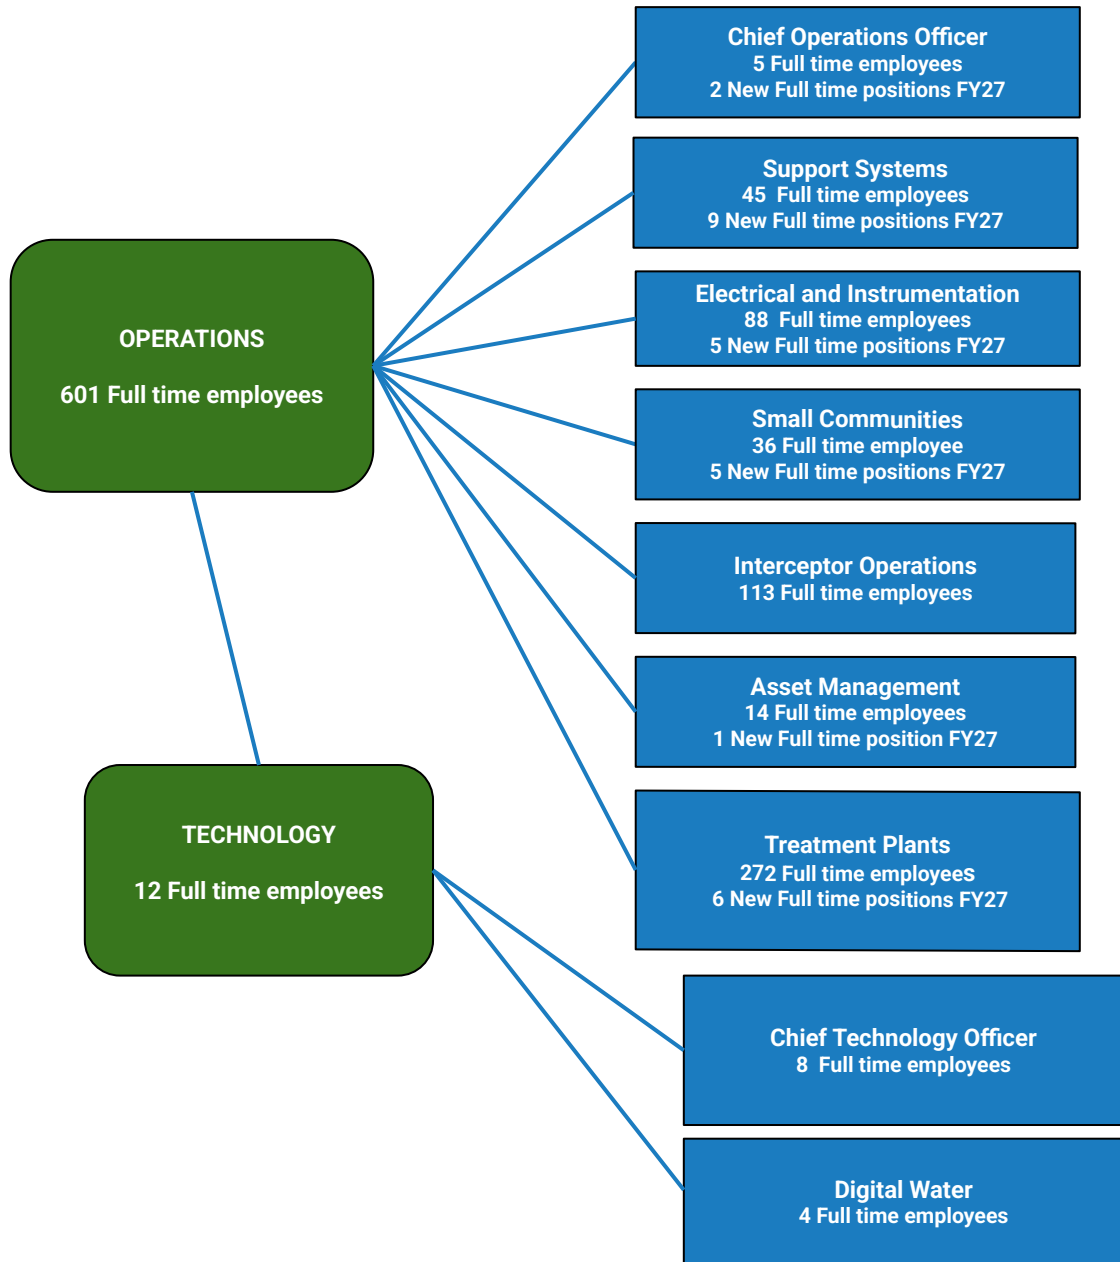 Chief Operations Officer
5 Full time employees
2 New Full time positions FY27
Support Systems
45 Full time employees
9 New Full time positions FY27
Electrical and Instrumentation
88 Full time employees
5 New Full time positions FY27
OPERATIONS
601 Full time employees
Small Communities
36 Full time employee
5 New Full time positions FY27
Interceptor Operations
113 Full time employees
Asset Management
14 Full time employees
1 New Full time position FY27
TECHNOLOGY
12 Full time employees
Treatment Plants
272 Full time employees
6 New Full time positions FY27
Chief Technology Officer
8 Full time employees
Digital Water
4 Full time employees